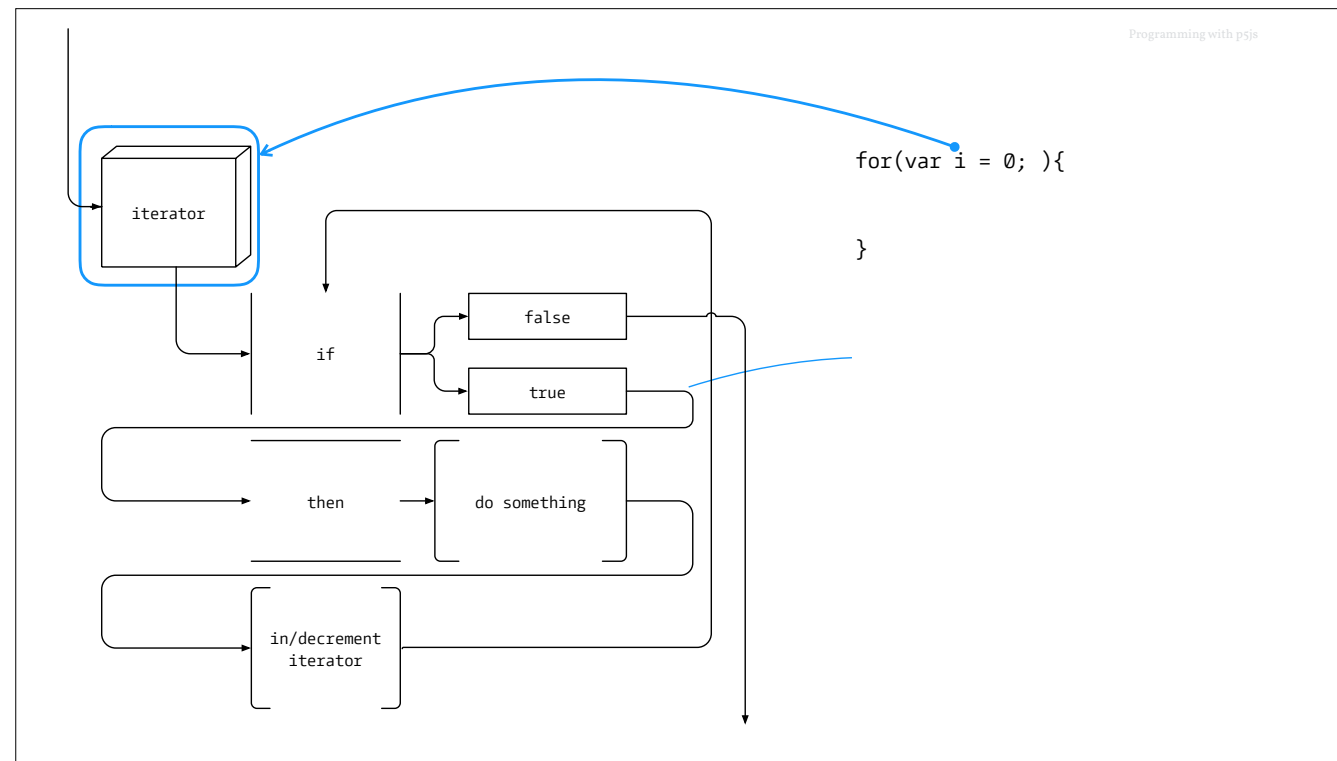 Programming with p5js
for(var i = 0; ){
}
iterator
false
if
true
then
do something
in/decrement
iterator